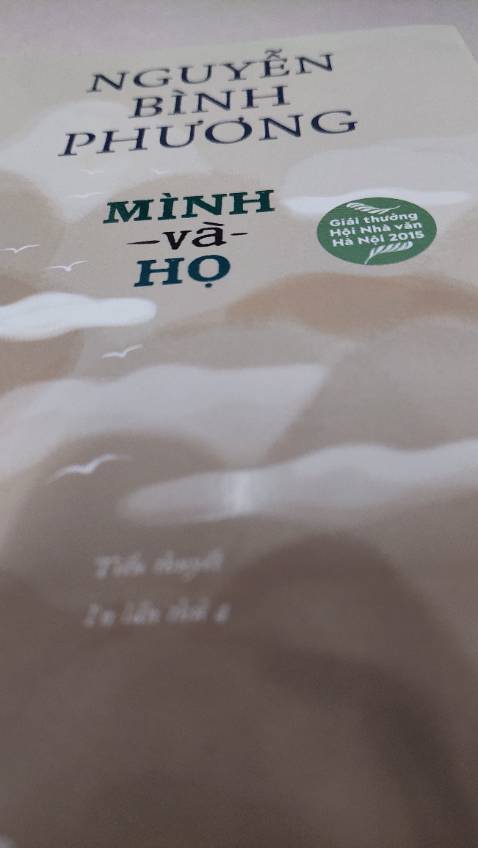 NGUYỄN
BÌNH
PHƯƠNG
MÌNH
-và-
HỌ
Giải thưởng
Hội Nhà văn
Hà Nội 2015
Tiểu thuyết
In lần thứ 4